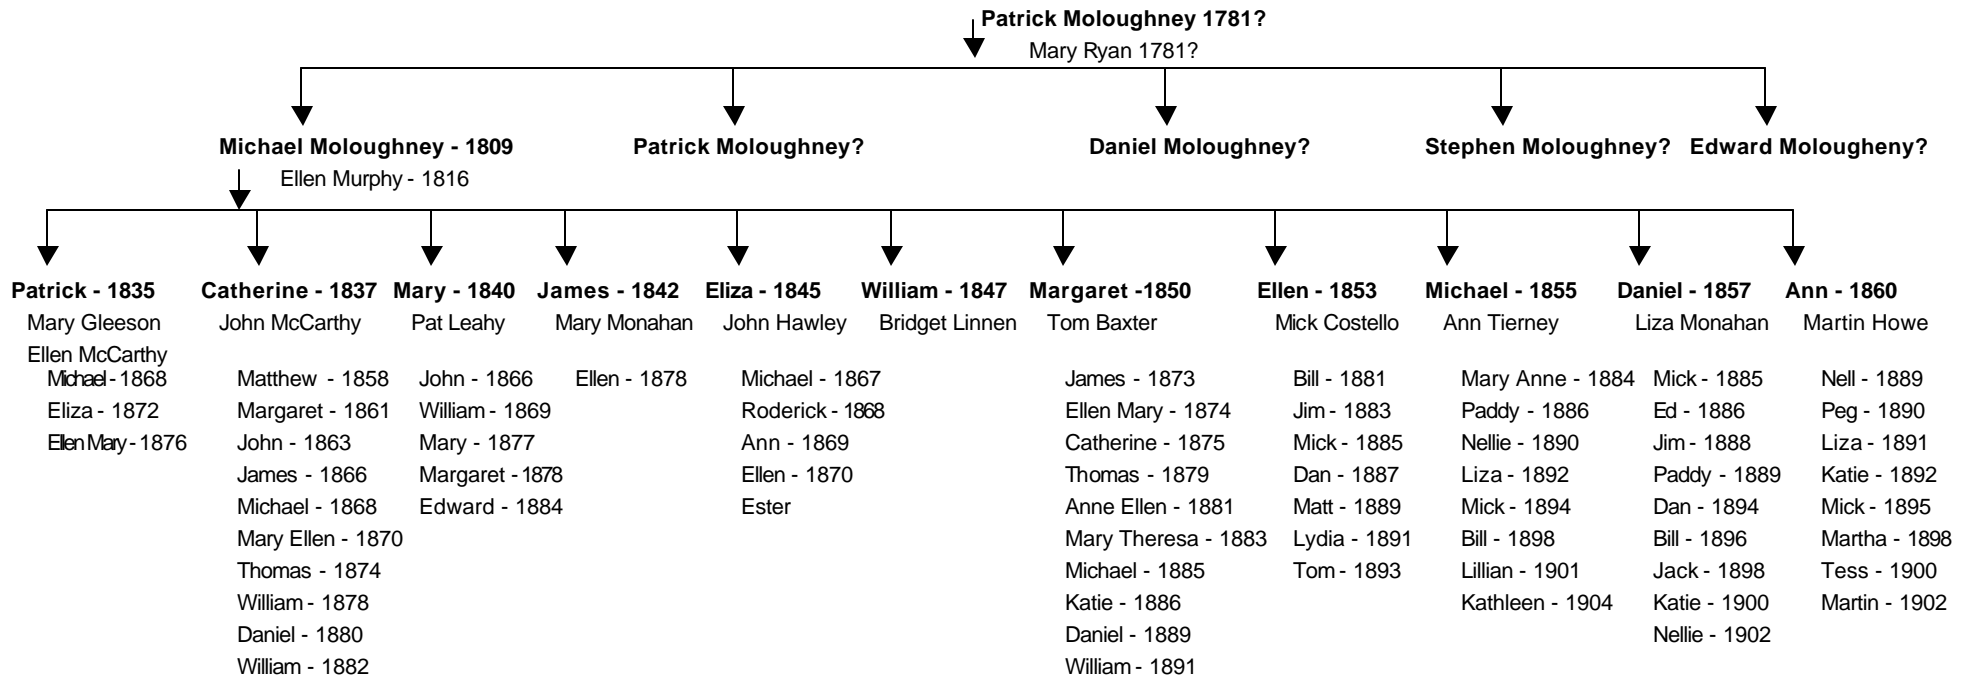 Patrick Moloughney 1781?
Mary Ryan 1781?
Michael Moloughney - 1809 Patrick Moloughney? Daniel Moloughney? Stephen Moloughney? Edward Molougheny?
Ellen Murphy - 1816
Patrick - 1835 Catherine - 1837 Mary - 1840 James - 1842 Eliza - 1845 William - 1847 Margaret -1850 Ellen - 1853 Michael - 1855 Daniel - 1857 Ann - 1860
Mary Gleeson John McCarthy Pat Leahy Mary Monahan John Hawley Bridget Linnen Tom Baxter Mick Costello Ann Tierney Liza Monahan Martin Howe
Ellen McCarthy
Michael - 1868 Matthew - 1858 John - 1866 Ellen - 1878 Michael - 1867 James - 1873 Bill - 1881 Mary Anne - 1884 Mick - 1885 Nell - 1889
Eliza - 1872 Margaret - 1861 William - 1869 Roderick - 1868 Ellen Mary - 1874 Jim - 1883 Paddy - 1886 Ed - 1886 Peg - 1890
Ellen Mary - 1876 John - 1863 Mary - 1877 Ann - 1869 Catherine - 1875 Mick - 1885 Nellie - 1890 Jim - 1888 Liza - 1891
James - 1866 Margaret - 1878 Ellen - 1870 Thomas - 1879 Dan - 1887 Liza - 1892 Paddy - 1889 Katie - 1892
Michael - 1868 Edward - 1884 Ester Anne Ellen - 1881 Matt - 1889 Mick - 1894 Dan - 1894 Mick - 1895
Mary Ellen - 1870 Mary Theresa - 1883 Lydia - 1891 Bill - 1898 Bill - 1896 Martha - 1898
Thomas - 1874 Michael - 1885 Tom - 1893 Lillian - 1901 Jack - 1898 Tess - 1900
William - 1878 Katie - 1886 Kathleen - 1904 Katie - 1900 Martin - 1902
Daniel - 1880 Daniel - 1889 Nellie - 1902
William - 1882 William - 1891